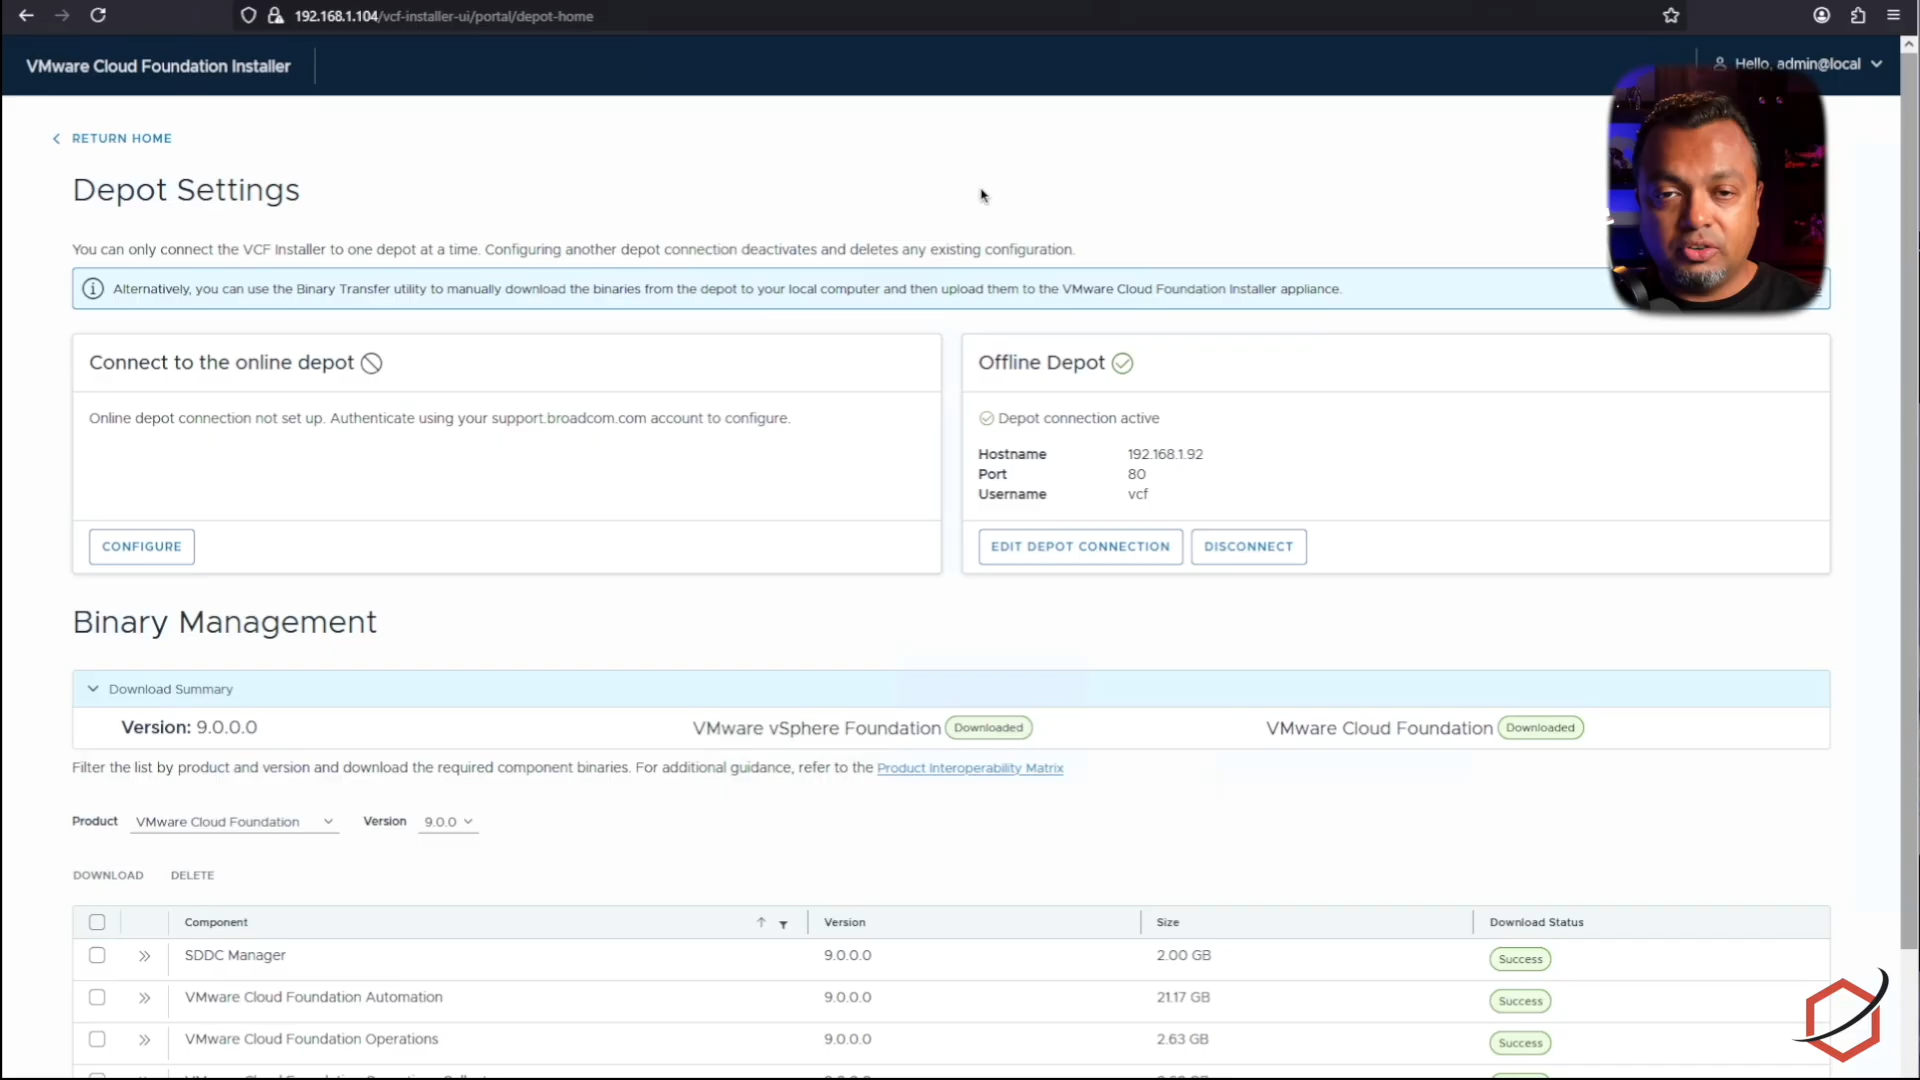 192.168.1.104/vcf-installer-ui/portal/depot-home
VMware Cloud Foundation Installer
Hello, admin@local
RETURN HOME
Depot Settings
You can only connect the VCF Installer to one depot at a time. Configuring another depot connection deactivates and deletes any existing configuration.
Alternatively, you can use the Binary Transfer utility to manually download the binaries from the depot to your local computer and then upload them to the VMware Cloud Foundation Installer appliance.
Connect to the online depot
Online depot connection not set up. Authenticate using your support.broadcom.com account to configure.
CONFIGURE
Offline Depot
Depot connection active
Hostname 192.168.1.92
Port 80
Username vcf
EDIT DEPOT CONNECTION DISCONNECT
Binary Management
Download Summary
Version: 9.0.0.0 VMware vSphere Foundation Downloaded VMware Cloud Foundation Downloaded
Filter the list by product and version and download the required component binaries. For additional guidance, refer to the Product Interoperability Matrix
Product VMware Cloud Foundation Version 9.0.0
DOWNLOAD DELETE
Component Version Size Download Status
SDDC Manager 9.0.0.0 2.00 GB Success
VMware Cloud Foundation Automation 9.0.0.0 21.17 GB Success
VMware Cloud Foundation Operations 9.0.0.0 2.63 GB Success